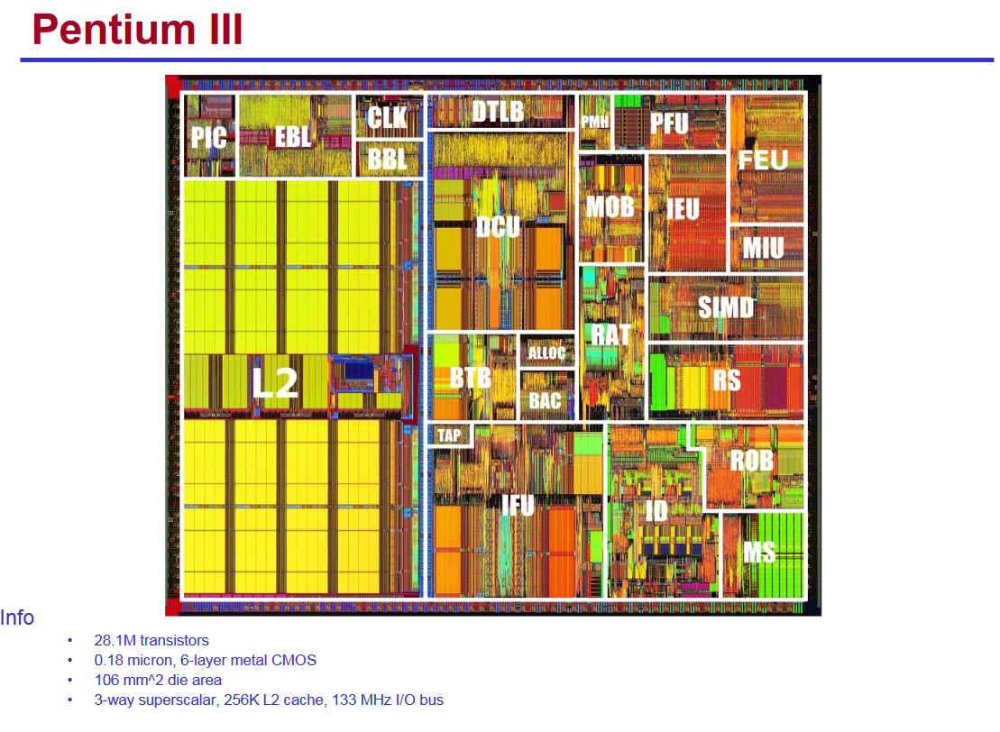 Pentium III
PIC
EBL
CLK
BBL
DTLB
PMH
PFU
FEU
DCU
MOB
IEU
MIU
SIMD
L2
BTB
ALLOC
BAC
RAT
RS
TAP
IFU
ID
ROB
MS
Info
• 28.1M transistors
• 0.18 micron, 6-layer metal CMOS
• 106 mm^2 die area
• 3-way superscalar, 256K L2 cache, 133 MHz I/O bus